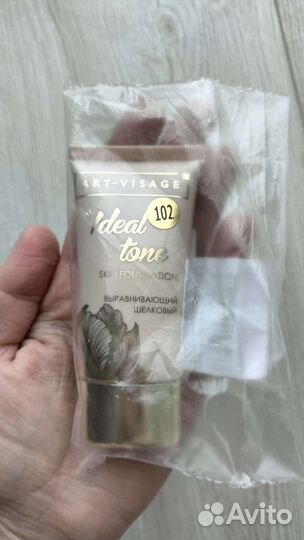 ART-VISAGE
102
Ideal
tone
SKIN FOUNDATION
ВЫРАВНИВАЮЩИЙ
ШЕЛКОВЫЙ
Avito